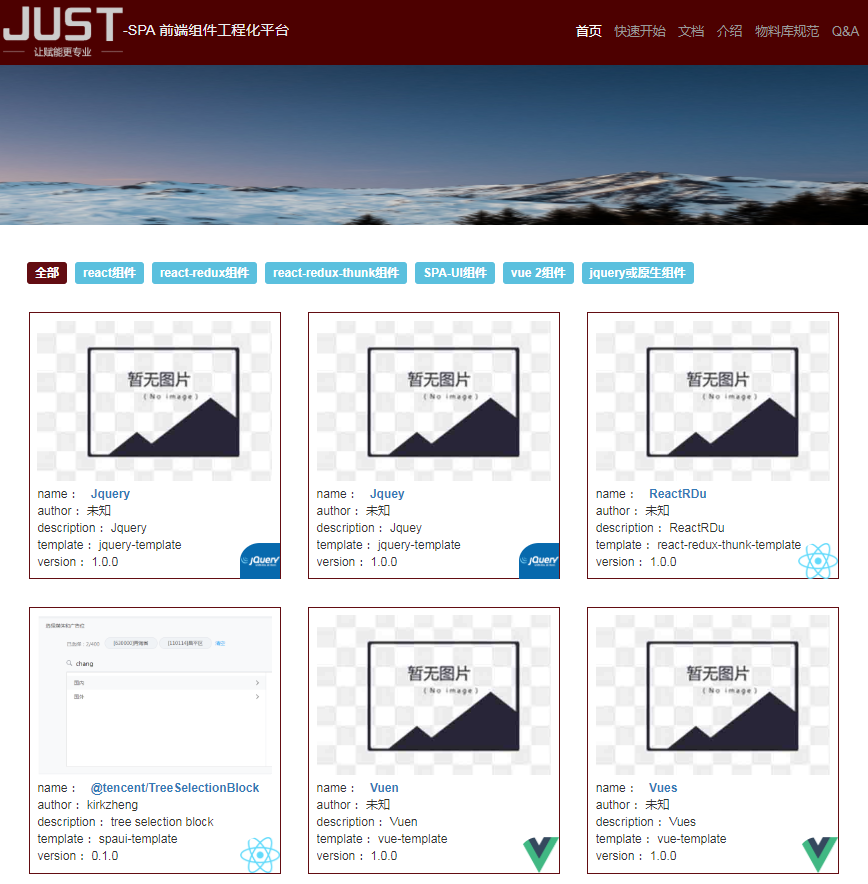 JUST
让赋能更专业
-SPA 前端组件工程化平台
首页 快速开始 文档 介绍 物料库规范 Q&A
全部 react组件 react-redux组件 react-redux-thunk组件 SPA-UI组件 vue 2组件 jquery或原生组件
暂无图片
( No image )
name： Jquery
author：未知
description：Jquery
template：jquery-template
version：1.0.0
jQuery
暂无图片
( No image )
name： Jquey
author：未知
description：Jquey
template：jquery-template
version：1.0.0
jQuery
暂无图片
( No image )
name： ReactRDu
author：未知
description：ReactRDu
template：react-redux-thunk-template
version：1.0.0
2/400
chang
国内
国外
name： @tencent/TreeSelectionBlock
author：kirkzheng
description：tree selection block
template：spaui-template
version：0.1.0
暂无图片
( No image )
name： Vuen
author：未知
description：Vuen
template：vue-template
version：1.0.0
暂无图片
( No image )
name： Vues
author：未知
description：Vues
template：vue-template
version：1.0.0